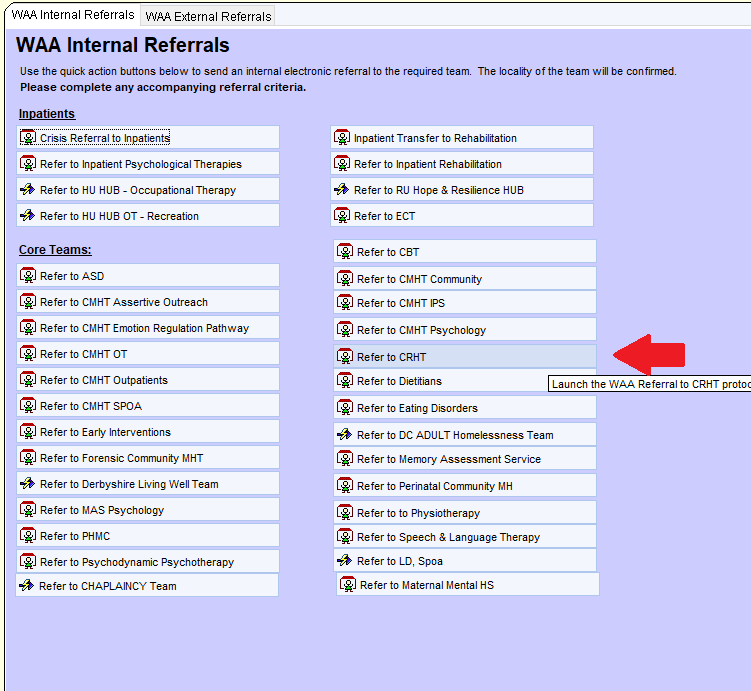 WAA Internal Referrals
WAA External Referrals
WAA Internal Referrals
Use the quick action buttons below to send an internal electronic referral to the required team. The locality of the team will be confirmed.
Please complete any accompanying referral criteria.
Inpatients
Crisis Referral to Inpatients
Refer to Inpatient Psychological Therapies
Refer to HU HUB - Occupational Therapy
Refer to HU HUB OT - Recreation
Inpatient Transfer to Rehabilitation
Refer to Inpatient Rehabilitation
Refer to RU Hope & Resilience HUB
Refer to ECT
Core Teams:
Refer to ASD
Refer to CMHT Assertive Outreach
Refer to CMHT Emotion Regulation Pathway
Refer to CMHT OT
Refer to CMHT Outpatients
Refer to CMHT SPOA
Refer to Early Interventions
Refer to Forensic Community MHT
Refer to Derbyshire Living Well Team
Refer to MAS Psychology
Refer to PHMC
Refer to Psychodynamic Psychotherapy
Refer to CHAPLAINCY Team
Refer to CBT
Refer to CMHT Community
Refer to CMHT IPS
Refer to CMHT Psychology
Refer to CRHT
Launch the WAA Referral to CRHT protoc
Refer to Dietitians
Refer to Eating Disorders
Refer to DC ADULT Homelessness Team
Refer to Memory Assessment Service
Refer to Perinatal Community MH
Refer to to Physiotherapy
Refer to Speech & Language Therapy
Refer to LD, Spoa
Refer to Maternal Mental HS